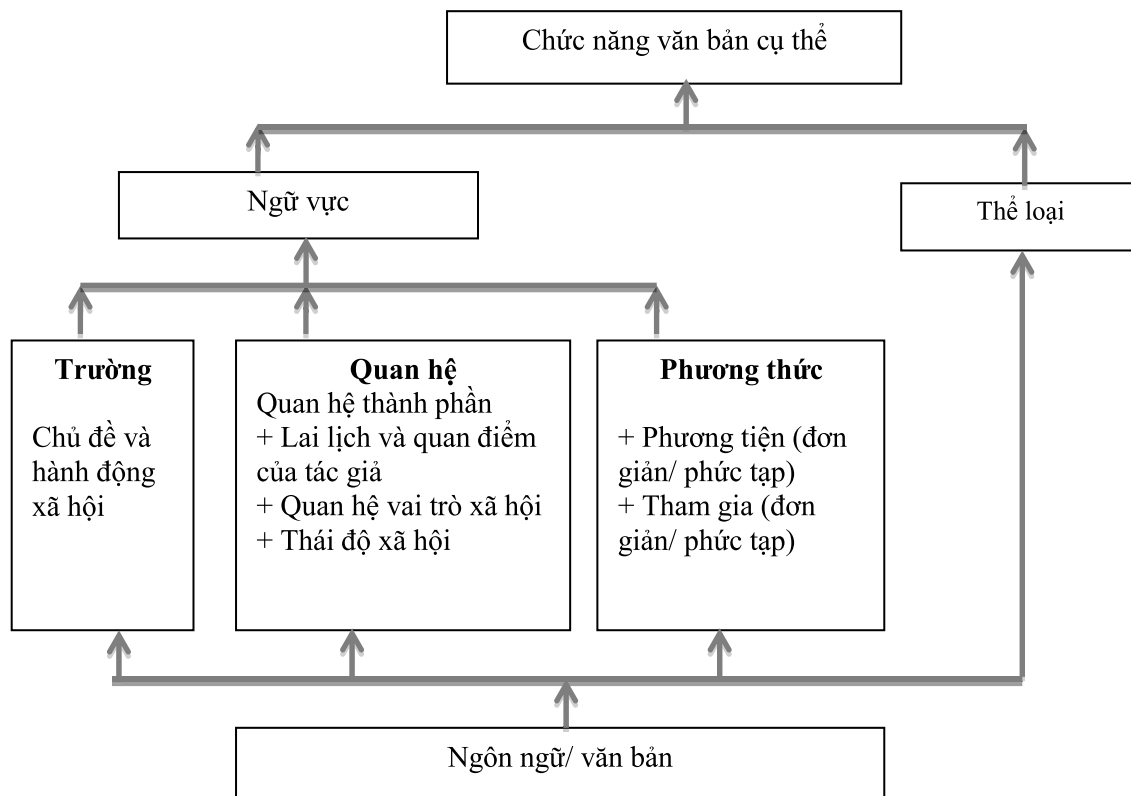 Chức năng văn bản cụ thể
Ngữ vực
Thể loại
Trường
Chủ đề và
hành động
xã hội
Quan hệ
Quan hệ thành phần
+ Lai lịch và quan điểm
của tác giả
+ Quan hệ vai trò xã hội
+ Thái độ xã hội
Phương thức
+ Phương tiện (đơn
giản/ phức tạp)
+ Tham gia (đơn
giản/ phức tạp)
Ngôn ngữ/ văn bản